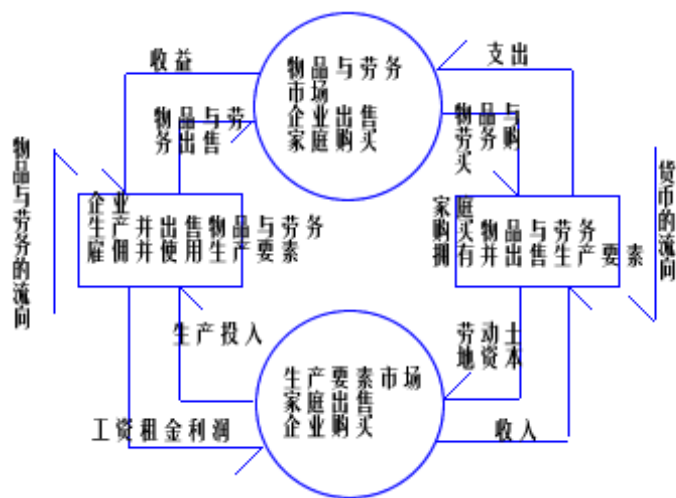 收益
物品与劳务
市场
企业出售
家庭购买
支出
物品与劳
务出售
物品与
劳务购
买
物品与劳务的流向
企业
生产并出售物品与劳务
雇佣并使用生产要素
家庭
购买物品与劳务
拥有并出售生产要素
货币的流向
生产投入
劳动土
地资本
生产要素市场
家庭出售
企业购买
工资租金利润
收入